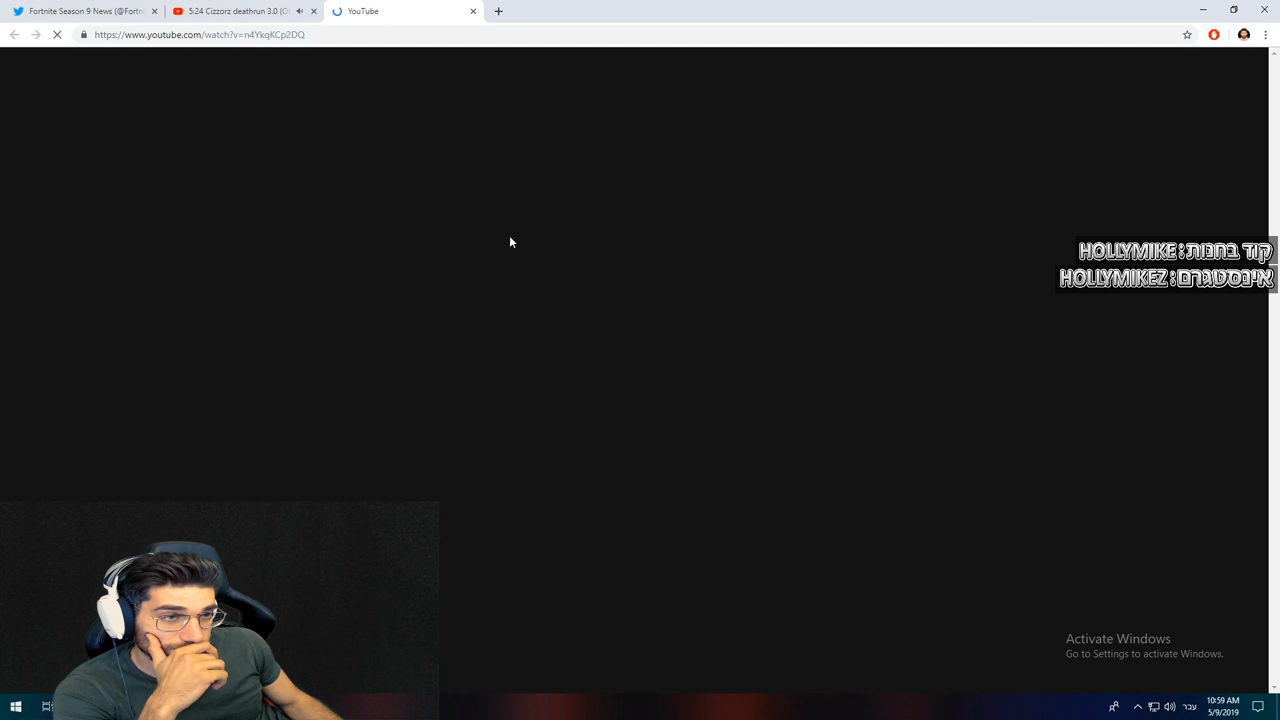 Fortnite Season 9 News (@Fortn
5:24 Cizzorz deathrun 3.0 (O
YouTube
https://www.youtube.com/watch?v=n4YkqKCp2DQ
קוד בחנות: HOLLYMIKE
אינסטגרם: HOLLYMIKEZ
Activate Windows
Go to Settings to activate Windows.
עבר
10:59 AM
5/9/2019